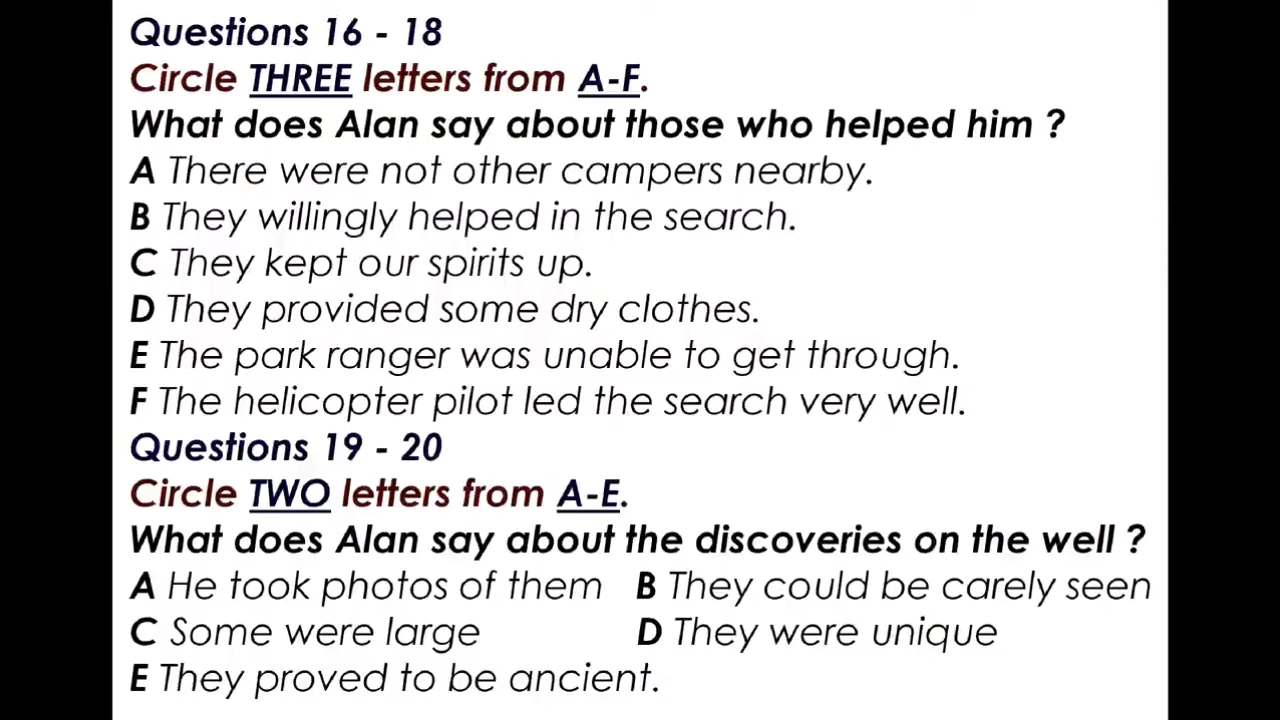 Questions 16 - 18
Circle THREE letters from A-F.
What does Alan say about those who helped him ?
A There were not other campers nearby.
B They willingly helped in the search.
C They kept our spirits up.
D They provided some dry clothes.
E The park ranger was unable to get through.
F The helicopter pilot led the search very well.
Questions 19 - 20
Circle TWO letters from A-E.
What does Alan say about the discoveries on the well ?
A He took photos of them B They could be carely seen
C Some were large D They were unique
E They proved to be ancient.